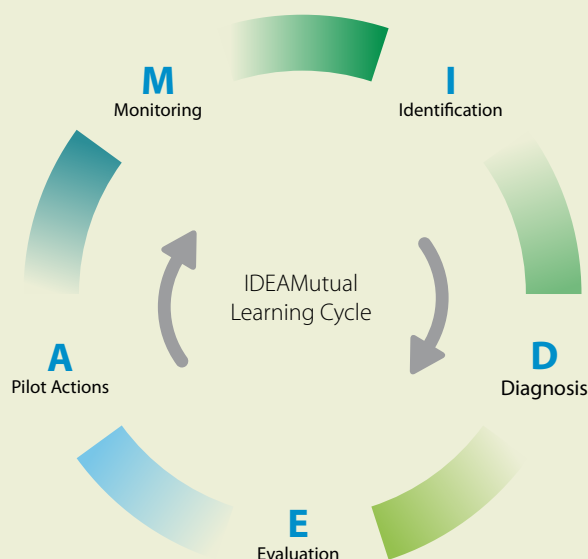 M
Monitoring
I
Identification
IDEAMutual
Learning Cycle
A
Pilot Actions
D
Diagnosis
E
Evaluation